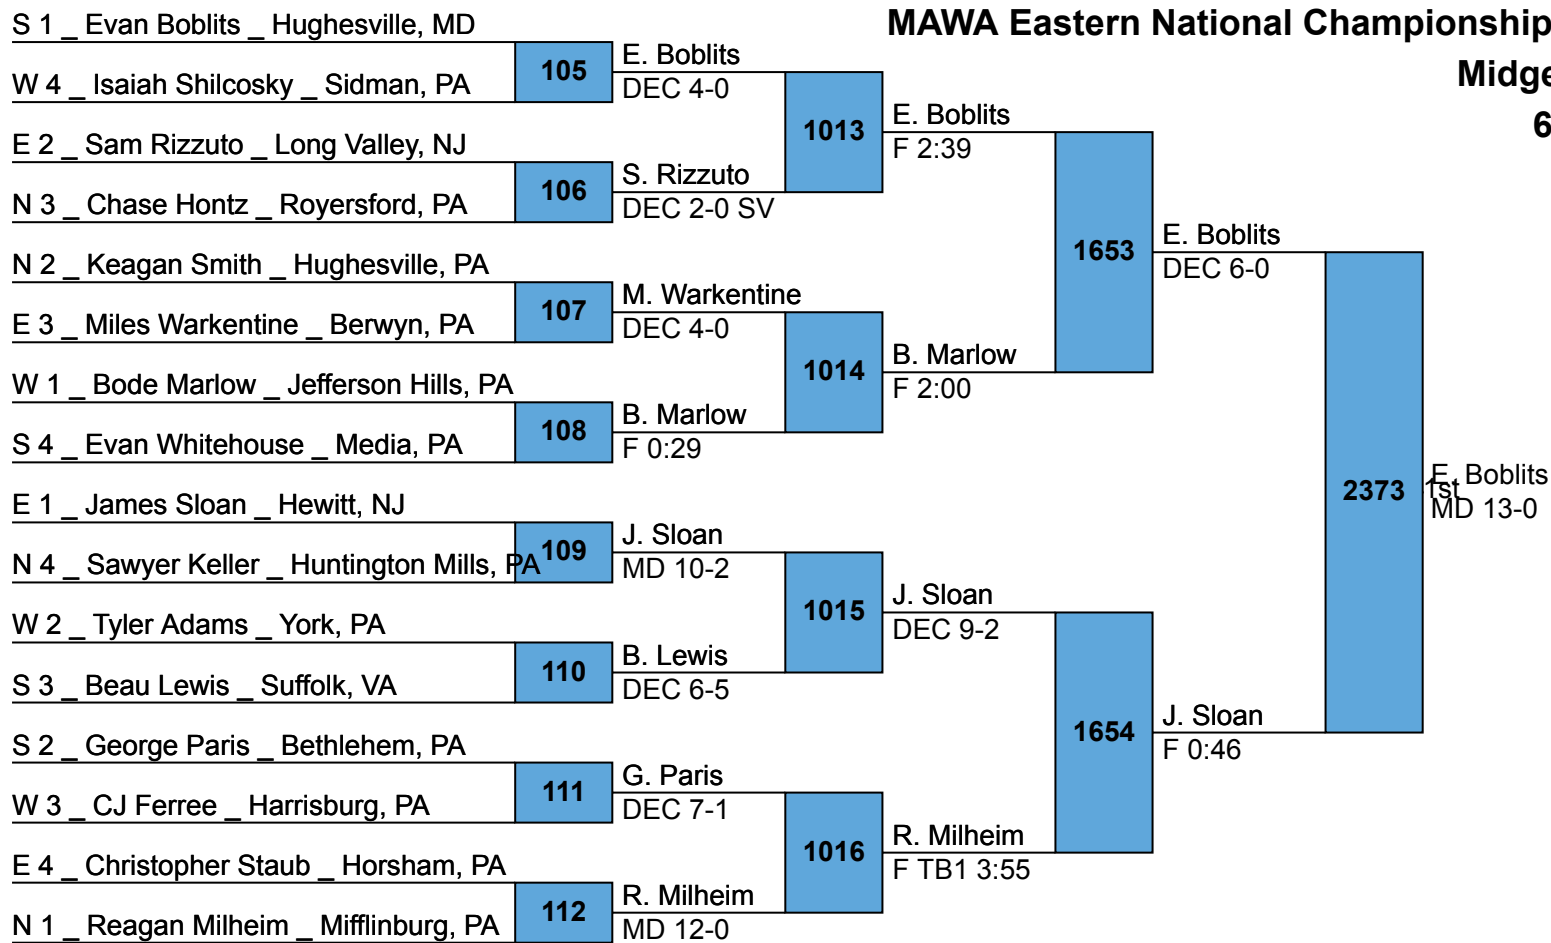 MAWA Eastern National Championship
Midge
6
S 1 _ Evan Boblits _ Hughesville, MD
105
W 4 _ Isaiah Shilcosky _ Sidman, PA
E. Boblits
DEC 4-0
E 2 _ Sam Rizzuto _ Long Valley, NJ
106
N 3 _ Chase Hontz _ Royersford, PA
S. Rizzuto
DEC 2-0 SV
1013
E. Boblits
F 2:39
N 2 _ Keagan Smith _ Hughesville, PA
107
E 3 _ Miles Warkentine _ Berwyn, PA
M. Warkentine
DEC 4-0
W 1 _ Bode Marlow _ Jefferson Hills, PA
108
S 4 _ Evan Whitehouse _ Media, PA
B. Marlow
F 0:29
1014
B. Marlow
F 2:00
1653
E. Boblits
DEC 6-0
E 1 _ James Sloan _ Hewitt, NJ
109
N 4 _ Sawyer Keller _ Huntington Mills, PA
J. Sloan
MD 10-2
W 2 _ Tyler Adams _ York, PA
110
S 3 _ Beau Lewis _ Suffolk, VA
B. Lewis
DEC 6-5
1015
J. Sloan
DEC 9-2
S 2 _ George Paris _ Bethlehem, PA
111
W 3 _ CJ Ferree _ Harrisburg, PA
G. Paris
DEC 7-1
E 4 _ Christopher Staub _ Horsham, PA
112
N 1 _ Reagan Milheim _ Mifflinburg, PA
R. Milheim
MD 12-0
1016
R. Milheim
F TB1 3:55
1654
J. Sloan
F 0:46
2373
E. Boblits
1st
MD 13-0